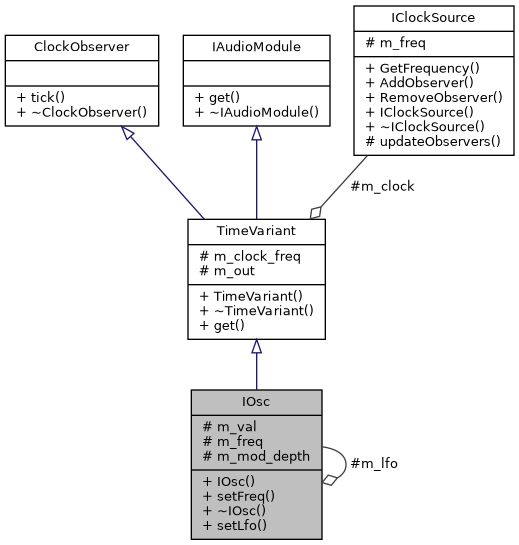 ClockObserver
+ tick()
+ ~ClockObserver()
IAudioModule
+ get()
+ ~IAudioModule()
IClockSource
# m_freq
+ GetFrequency()
+ AddObserver()
+ RemoveObserver()
+ IClockSource()
+ ~IClockSource()
# updateObservers()
#m_clock
TimeVariant
# m_clock_freq
# m_out
+ TimeVariant()
+ ~TimeVariant()
+ get()
IOsc
# m_val
# m_freq
# m_mod_depth
+ IOsc()
+ setFreq()
+ ~IOsc()
+ setLfo()
#m_lfo